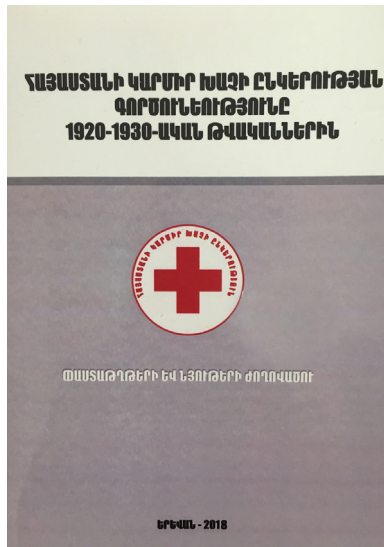 ՀԱՅԱՍՏԱՆԻ ԿԱՐՄԻՐ ԽԱՉԻ ԸՆԿԵՐՈՒԹՅԱՆ
ԳՈՐԾՈՒՆԵՈՒԹՅՈՒՆԸ
1920-1930-ԱԿԱՆ ԹՎԱԿԱՆՆԵՐԻՆ
ՀԱՅԱՍՏԱՆԻ ԿԱՐՄԻՐ ԽԱՉԻ ԸՆԿԵՐՈՒԹՅՈՒՆ
ՓԱՍՏԱԹՂԹԵՐԻ ԵՎ ՆՅՈՒԹԵՐԻ ԺՈՂՈՎԱԾՈՒ
ԵՐԵՎԱՆ - 2018